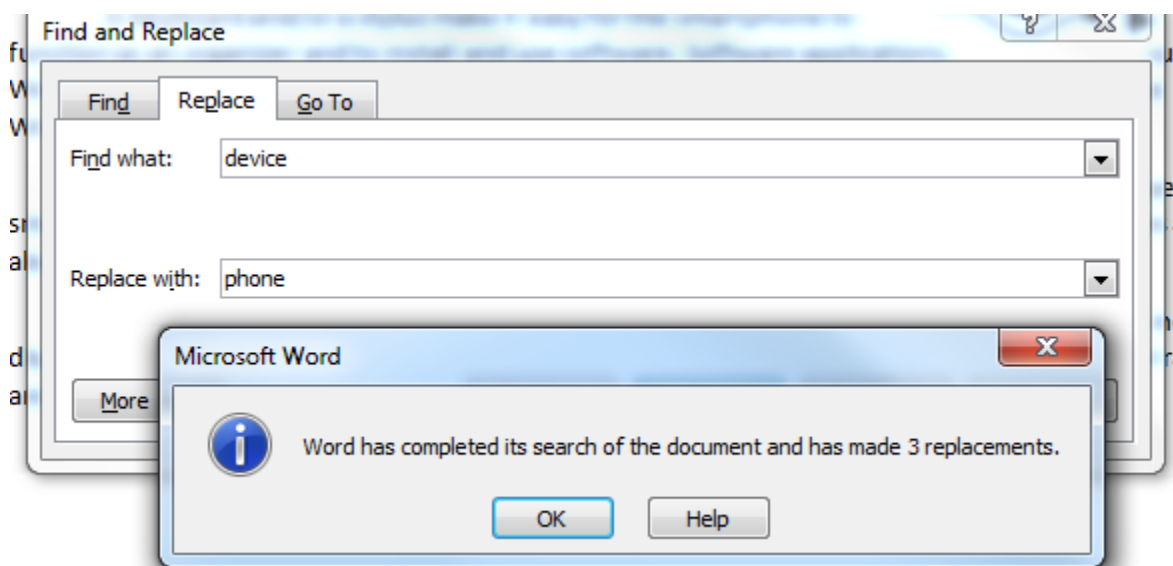 Find and Replace
Find Replace Go To
Find what: device
Replace with: phone
Microsoft Word
More
Word has completed its search of the document and has made 3 replacements.
OK Help